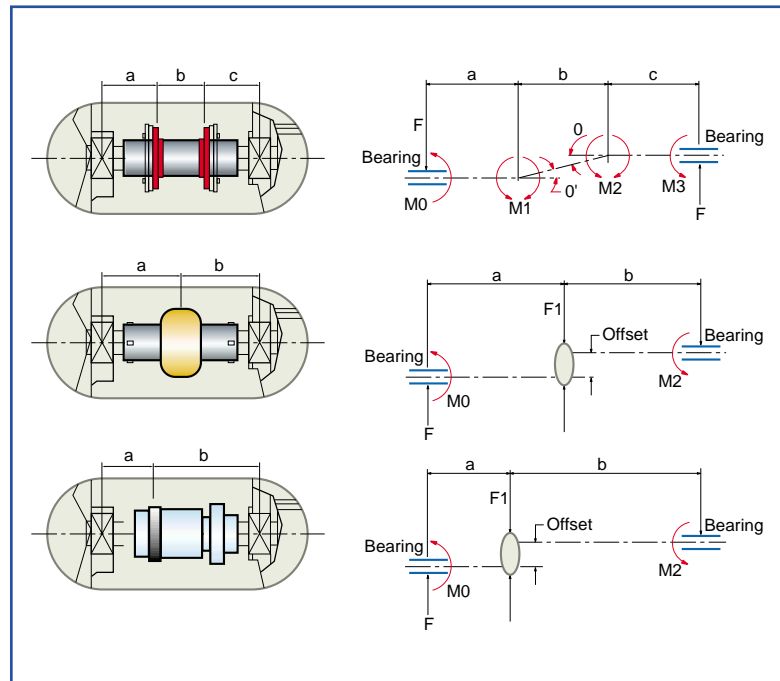 a b c
a b c
F 0
Bearing Bearing
M0 M1 0' M2 M3
F
a b
a b
F1
Offset
Bearing Bearing
M0 M2
F
a b
a b
F1
Offset
Bearing Bearing
M0 M2
F